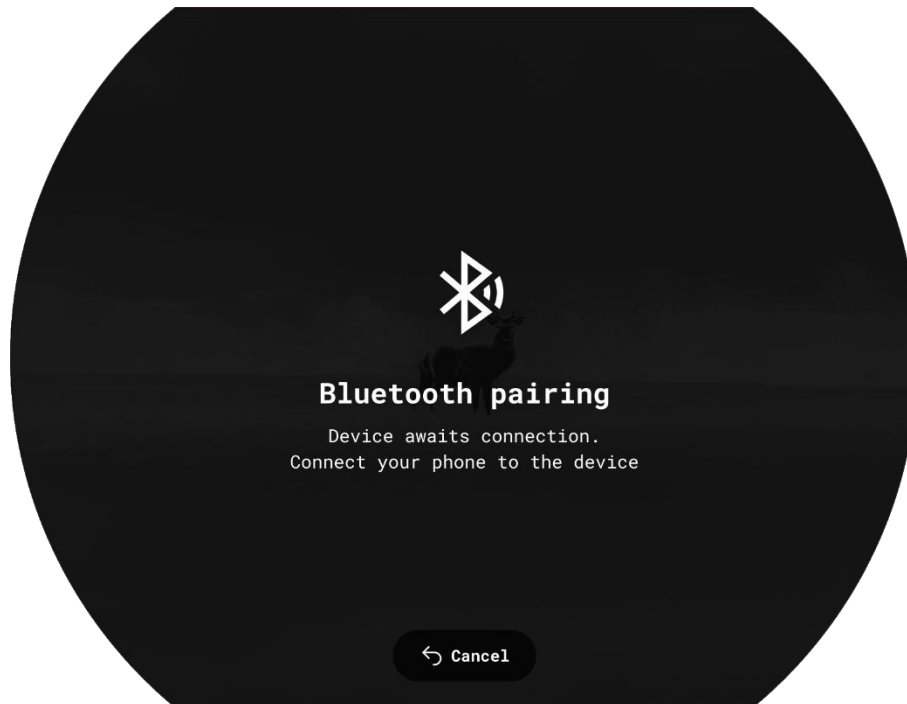 Bluetooth pairing
Device awaits connection.
Connect your phone to the device
Cancel